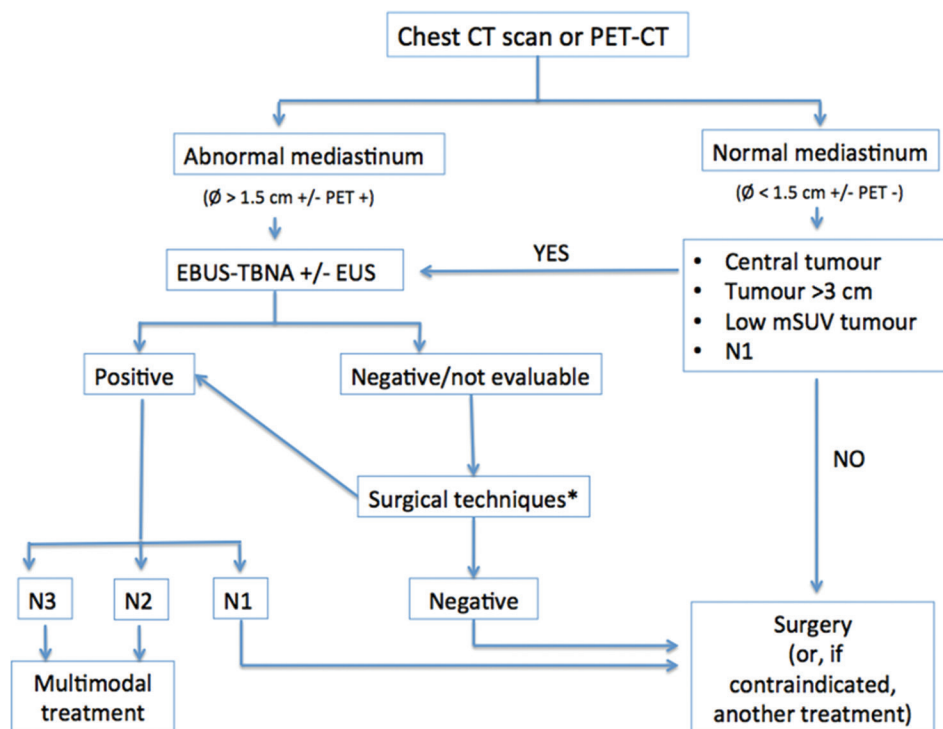 Chest CT scan or PET-CT
Abnormal mediastinum
(Ø > 1.5 cm +/- PET +)
Normal mediastinum
(Ø < 1.5 cm +/- PET -)
EBUS-TBNA +/- EUS
YES
• Central tumour
• Tumour >3 cm
• Low mSUV tumour
• N1
Positive
Negative/not evaluable
NO
Surgical techniques*
N3
N2
N1
Negative
Multimodal
treatment
Surgery
(or, if
contraindicated,
another treatment)